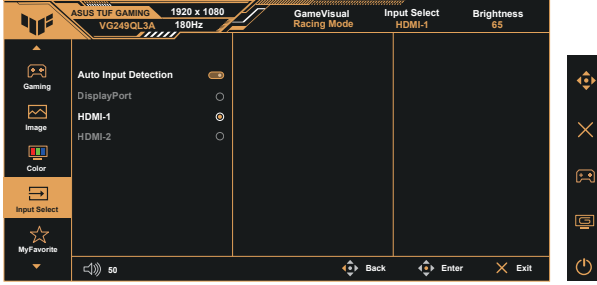 ASUS TUF GAMING 1920 x 1080
VG249QL3A 180Hz
GameVisual
Racing Mode
Input Select
HDMI-1
Brightness
65
Gaming
Image
Color
Input Select
MyFavorite
Auto Input Detection
DisplayPort
HDMI-1
HDMI-2
50
Back
Enter
Exit